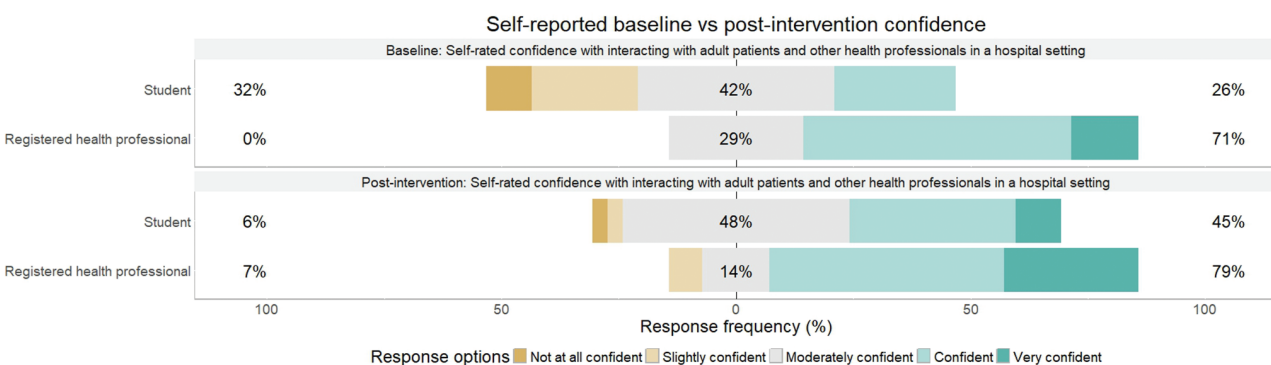 Self-reported baseline vs post-intervention confidence
Baseline: Self-rated confidence with interacting with adult patients and other health professionals in a hospital setting
Student 32% 42% 26%
Registered health professional 0% 29% 71%
Post-intervention: Self-rated confidence with interacting with adult patients and other health professionals in a hospital setting
Student 6% 48% 45%
Registered health professional 7% 14% 79%
100 50 0 50 100
Response frequency (%)
Response options Not at all confident Slightly confident Moderately confident Confident Very confident